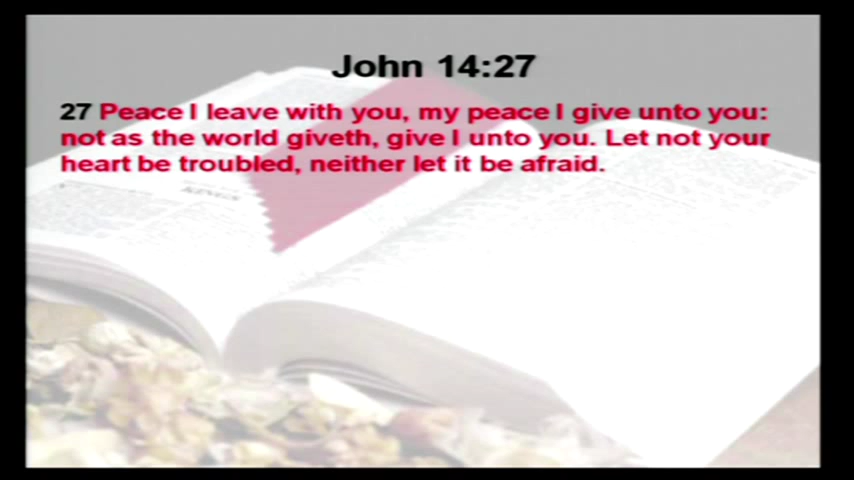 John 14:27
27 Peace I leave with you, my peace I give unto you:
not as the world giveth, give I unto you. Let not your
heart be troubled, neither let it be afraid.
KINGS